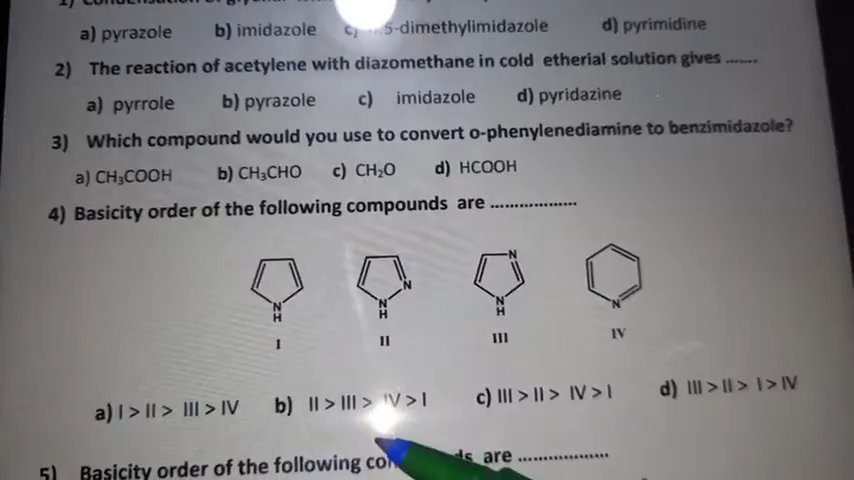 1) Condensation of
a) pyrazole b) imidazole c) 5-dimethylimidazole d) pyrimidine
2) The reaction of acetylene with diazomethane in cold etherial solution gives .......
a) pyrrole b) pyrazole c) imidazole d) pyridazine
3) Which compound would you use to convert o-phenylenediamine to benzimidazole?
a) CH₃COOH b) CH₃CHO c) CH₂O d) HCOOH
4) Basicity order of the following compounds are ..................
N H N N H N N H N
I II III IV
a) I > II > III > IV b) II > III > IV > I c) III > II > IV > I d) III > II > I > IV
5) Basicity order of the following are ..................